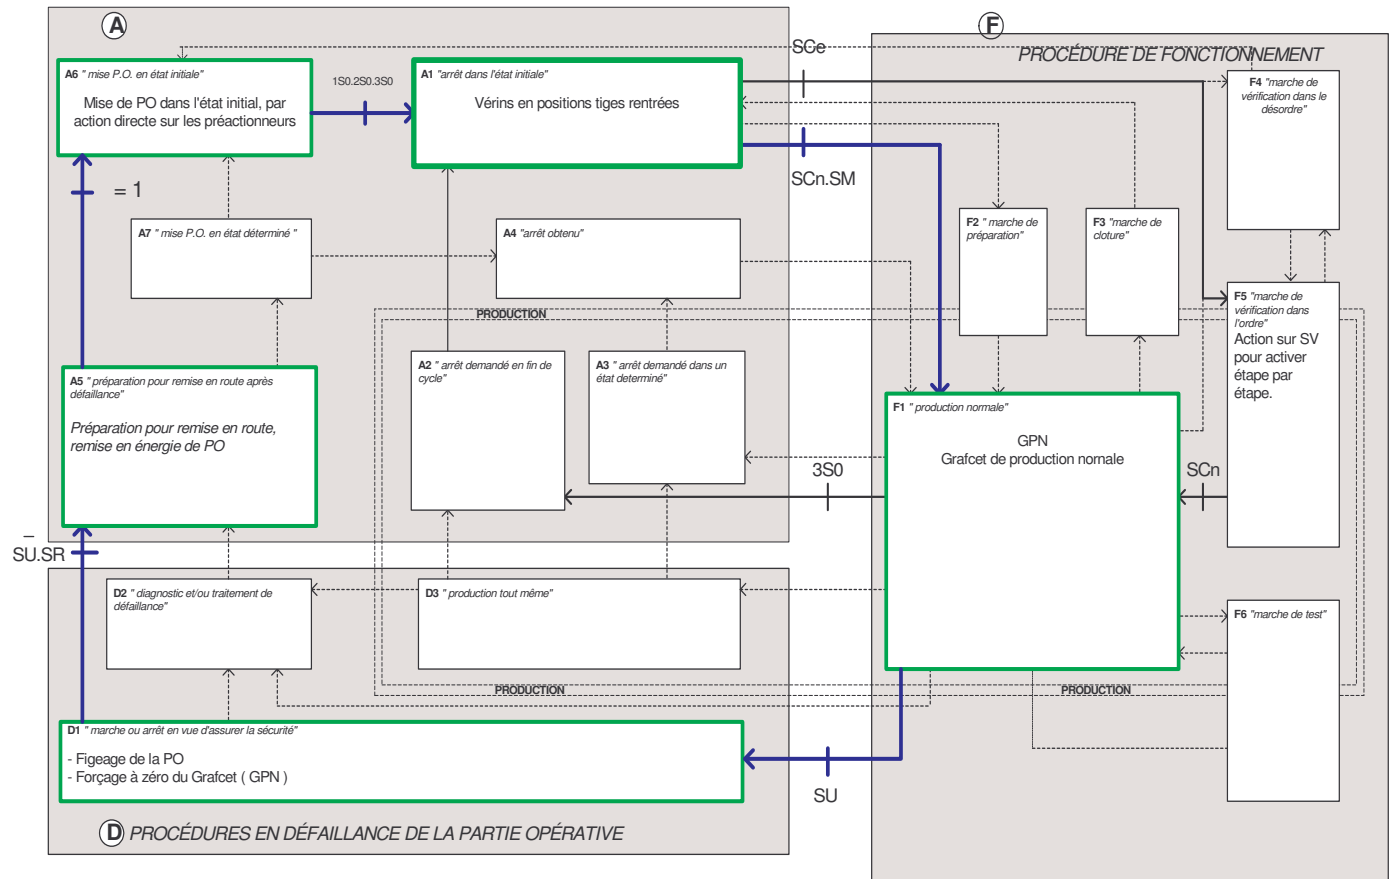 A
F
SCe
PROCÉDURE DE FONCTIONNEMENT
A6 " mise P.O. en état initiale"
Mise de PO dans l'état initial, par
action directe sur les préactionneurs
1S0.2S0.3S0
A1 "arrêt dans l'état initiale"
Vérins en positions tiges rentrées
SCn.SM
F4 "marche de
vérification dans le
désordre"
= 1
A7 " mise P.O. en état déterminé "
A4 "arrêt obtenu"
F2 " marche de
préparation"
F3 "marche de
cloture"
PRODUCTION
F5 "marche de
vérification dans
l'ordre"
Action sur SV
pour activer
étape par
étape.
A5 " préparation pour remise en route après
défaillance"
Préparation pour remise en route,
remise en énergie de PO
A2 " arrêt demandé en fin de
cycle"
A3 " arrêt demandé dans un
état determiné"
F1 " production normale"
GPN
Grafcet de production nornale
3S0
SCn
_
SU.SR
D2 " diagnostic et/ou traitement de
défaillance"
D3 " production tout même"
F6 "marche de test"
PRODUCTION
PRODUCTION
D1 " marche ou arrêt en vue d'assurer la sécurité"
- Figeage de la PO
- Forçage à zéro du Grafcet ( GPN )
SU
D PROCÉDURES EN DÉFAILLANCE DE LA PARTIE OPÉRATIVE